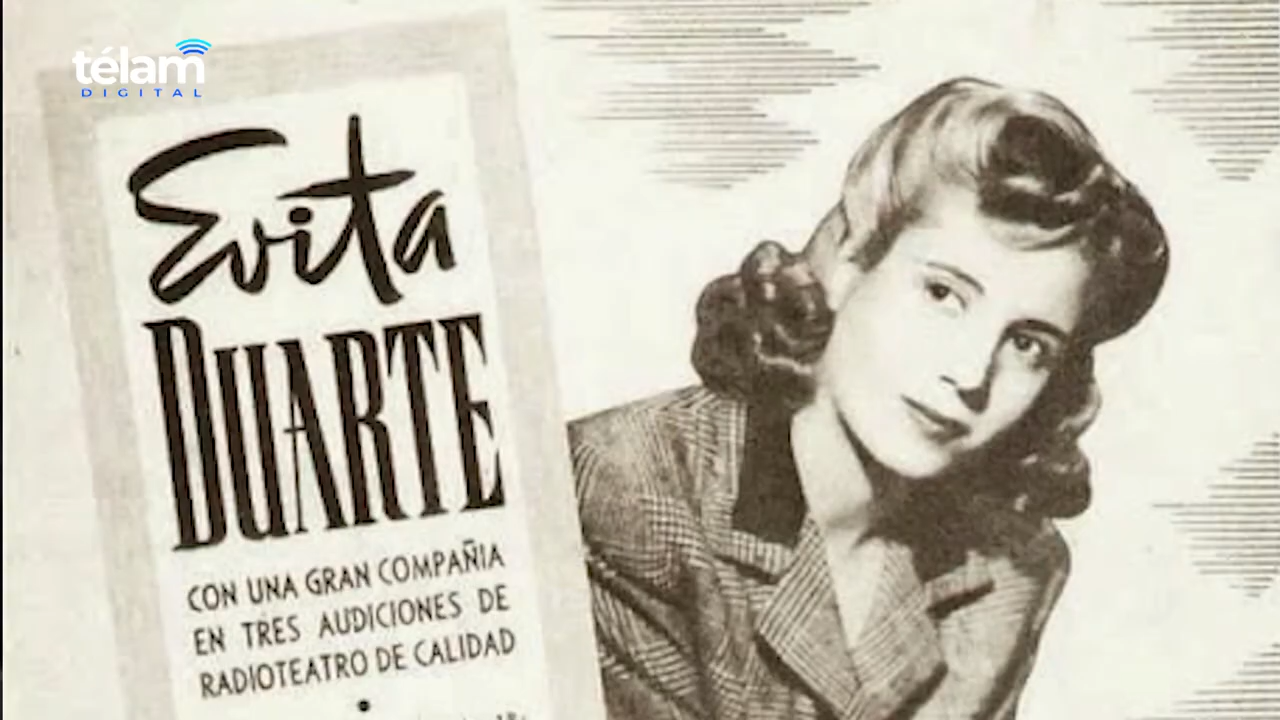 télam
DIGITAL
Evita
DUARTE
CON UNA GRAN COMPAÑIA
EN TRES AUDICIONES DE
RADIOTEATRO DE CALIDAD